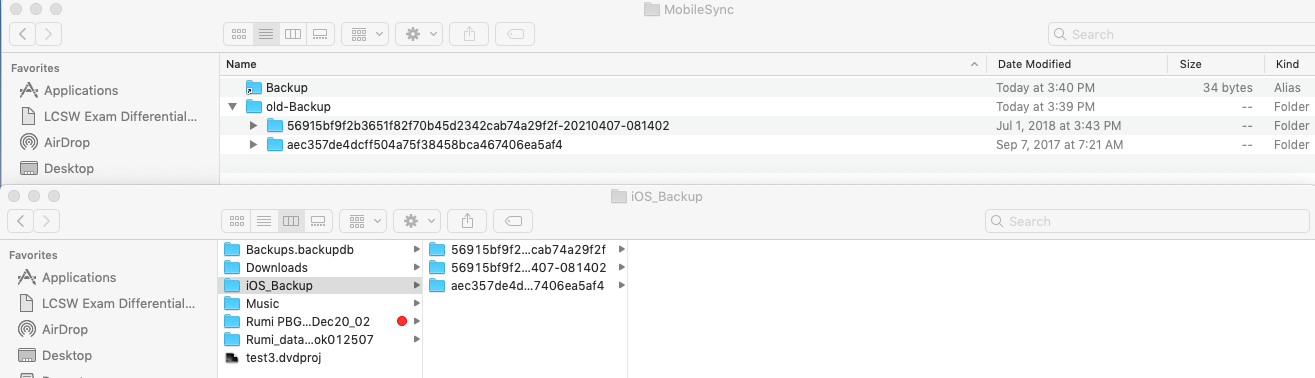 MobileSync
Search
Favorites
Applications
LCSW Exam Differential...
AirDrop
Desktop
Name Date Modified Size Kind
Backup Today at 3:40 PM 34 bytes Alias
old-Backup Today at 3:39 PM -- Folder
56915bf9f2b3651f82f70b45d2342cab74a29f2f-20210407-081402 Jul 1, 2018 at 3:43 PM -- Folder
aec357de4dcff504a75f38458bca467406ea5af4 Sep 7, 2017 at 7:21 AM -- Folder
iOS_Backup
Search
Favorites
Applications
LCSW Exam Differential...
AirDrop
Desktop
Backups.backupdb
Downloads
iOS_Backup
Music
Rumi PBG...Dec20_02
Rumi_data...ok012507
test3.dvdproj
56915bf9f2...cab74a29f2f
56915bf9f2...407-081402
aec357de4d...7406ea5af4